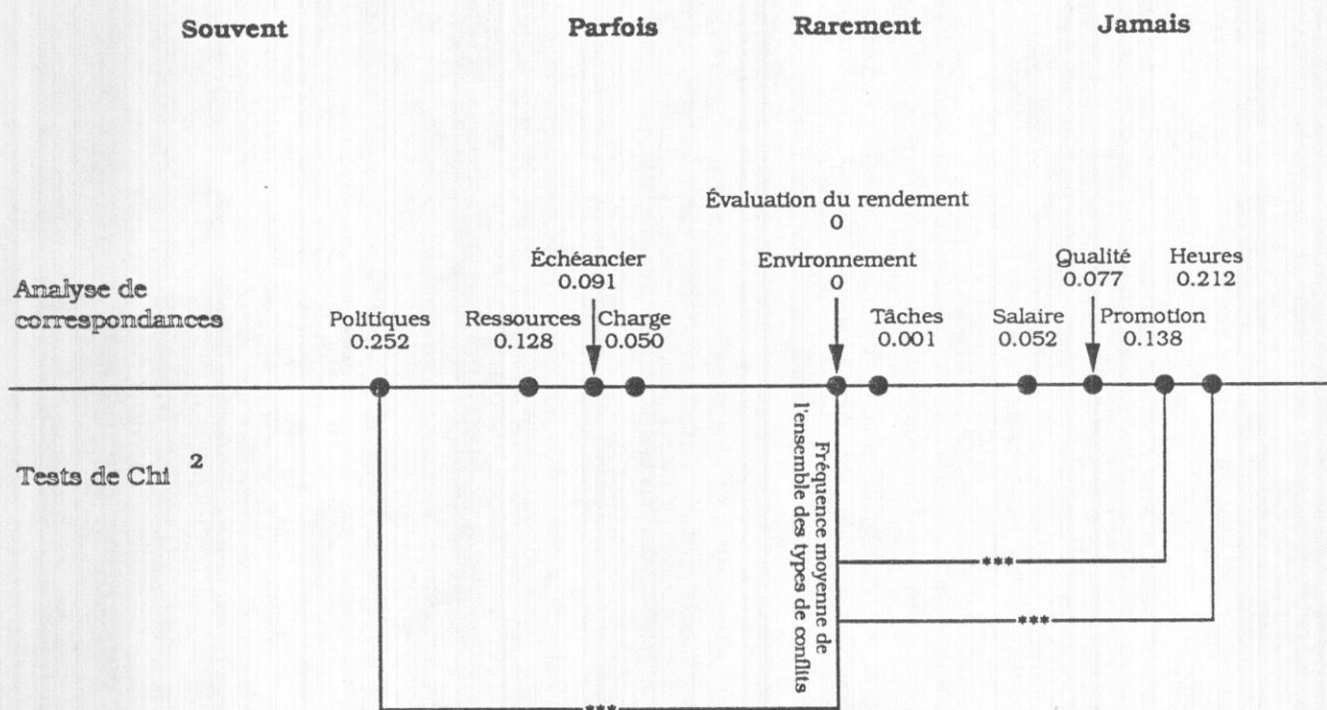 Souvent Parfois Rarement Jamais
Évaluation du rendement
0
Échéancier Environnement Qualité Heures
0.091 0 0.077 0.212
Analyse de
correspondances
Politiques Ressources Charge Tâches Salaire Promotion
0.252 0.128 0.050 0.001 0.052 0.138
Tests de Chi 2
Fréquence moyenne de
l'ensemble des types de conflits
***
***
***